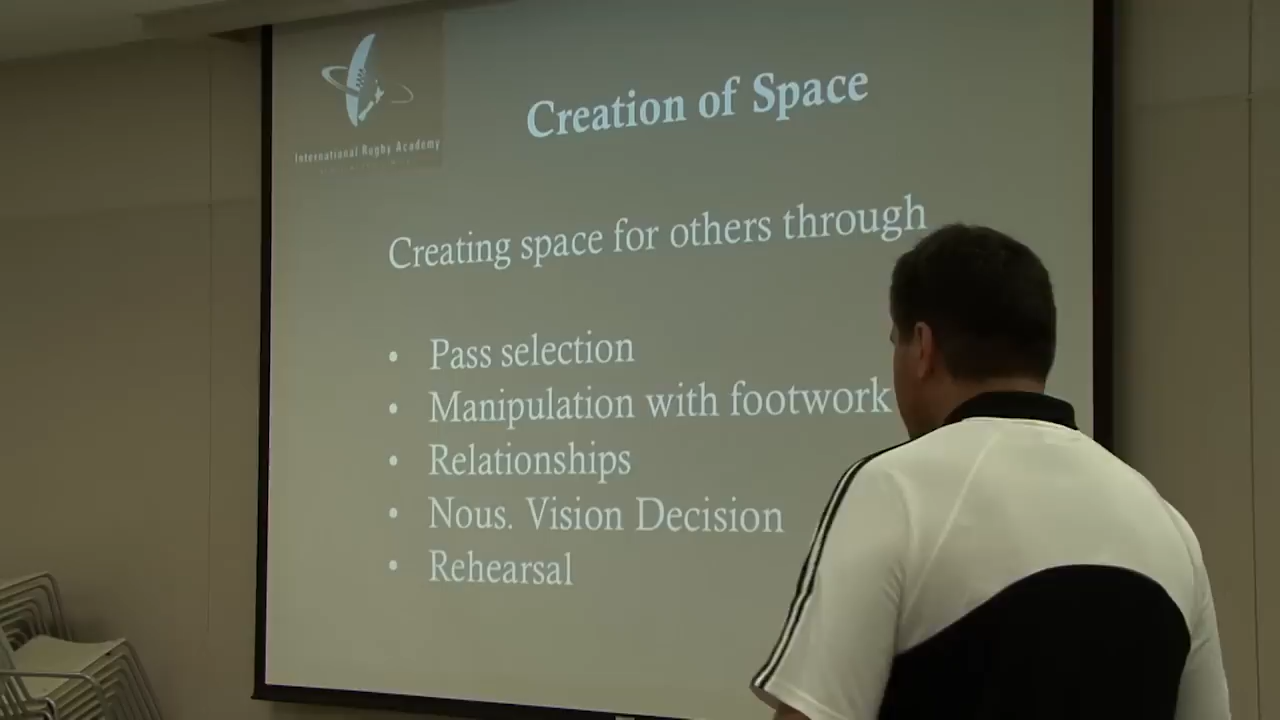 International Rugby Academy
Creation of Space
Creating space for others through
• Pass selection
• Manipulation with footwork
• Relationships
• Nous. Vision Decision
• Rehearsal